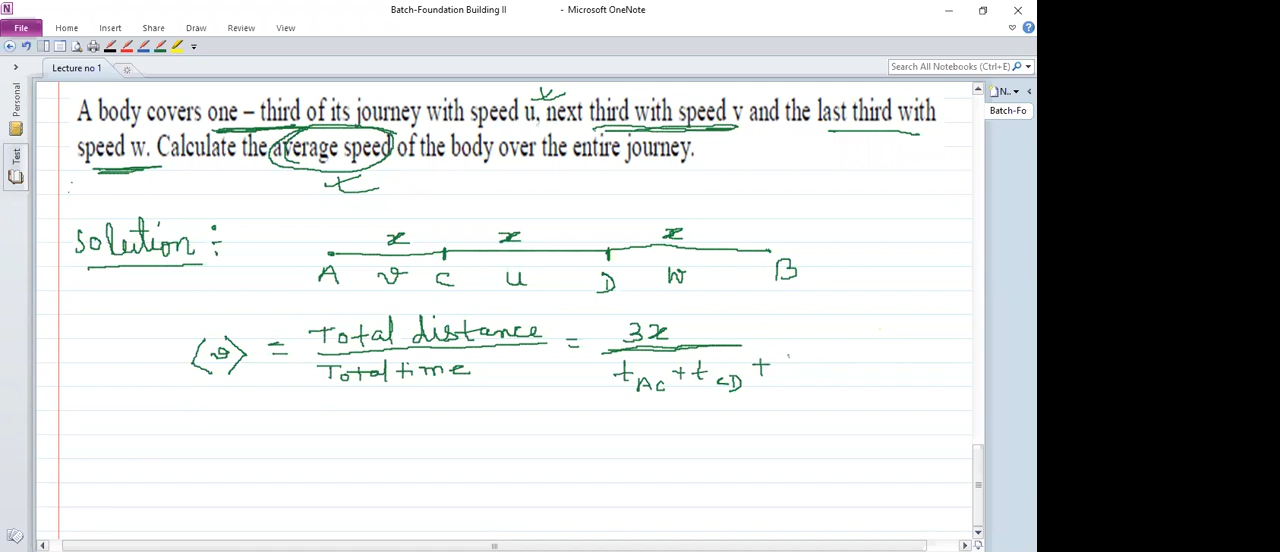 Batch-Foundation Building II - Microsoft OneNote
File Home Insert Share Draw Review View
Lecture no 1
Search All Notebooks (Ctrl+E)
Personal
Test
N..
Batch-Fo
A body covers one – third of its journey with speed u, next third with speed v and the last third with
speed w. Calculate the average speed of the body over the entire journey.
Solution :
x x x
A v C u D W B
<v> = Total distance / Total time = 3x / t_AC + t_CD +